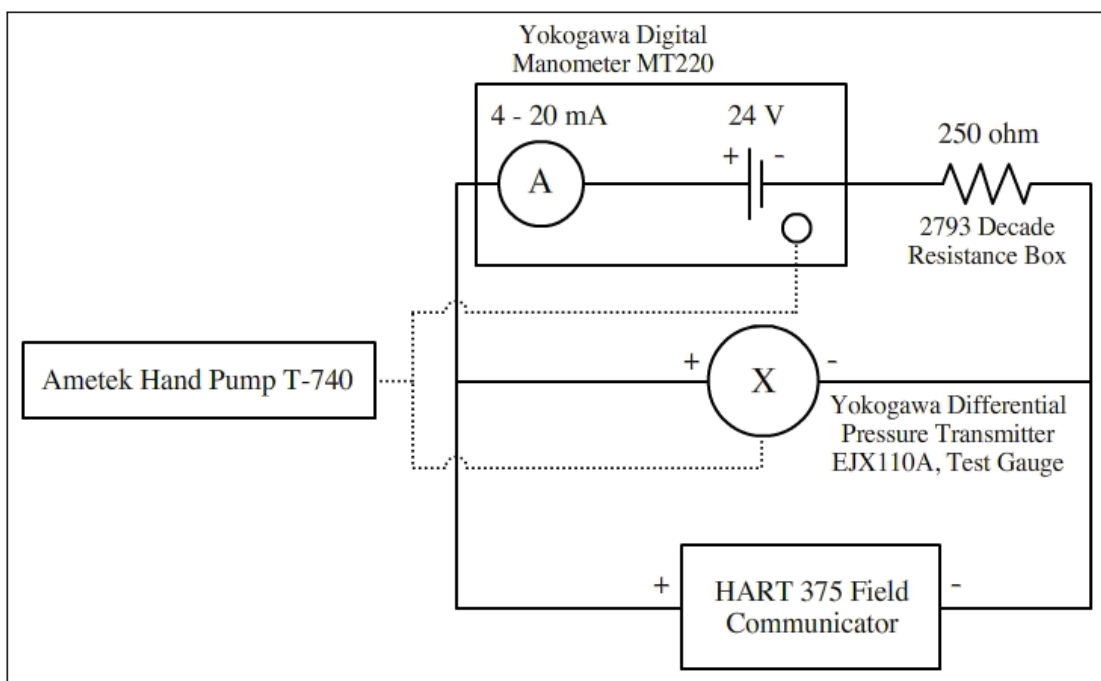 Yokogawa Digital
Manometer MT220
4 - 20 mA
24 V
+ -
A
250 ohm
2793 Decade
Resistance Box
Ametek Hand Pump T-740
+
X
-
Yokogawa Differential
Pressure Transmitter
EJX110A, Test Gauge
+
HART 375 Field
Communicator
-